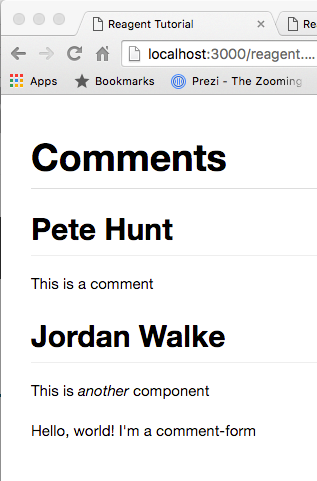 Reagent Tutorial
Reagent
localhost:3000/reagent....
Apps Bookmarks Prezi - The Zooming
Comments
Pete Hunt
This is a comment
Jordan Walke
This is another component
Hello, world! I'm a comment-form